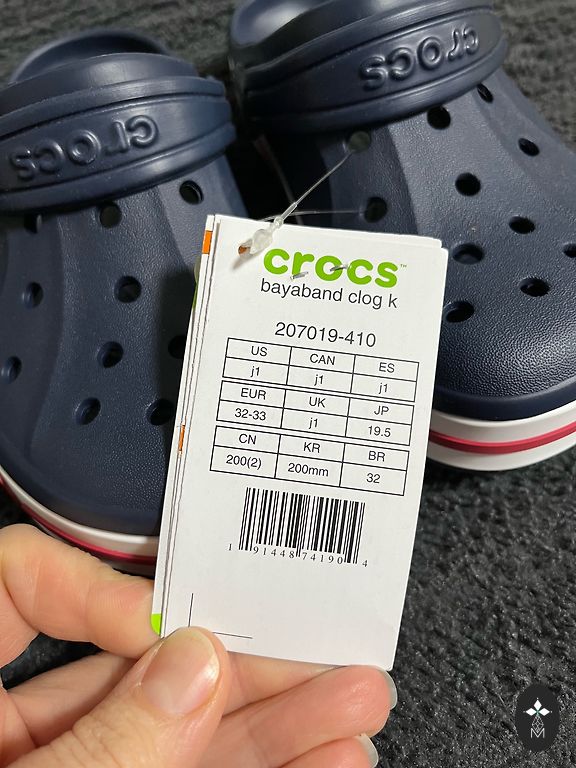 crocs
crocs
crocs™
bayaband clog k
207019-410
US CAN ES
j1 j1 j1
EUR UK JP
32-33 j1 19.5
CN KR BR
200(2) 200mm 32
1 91448 74190 4
M